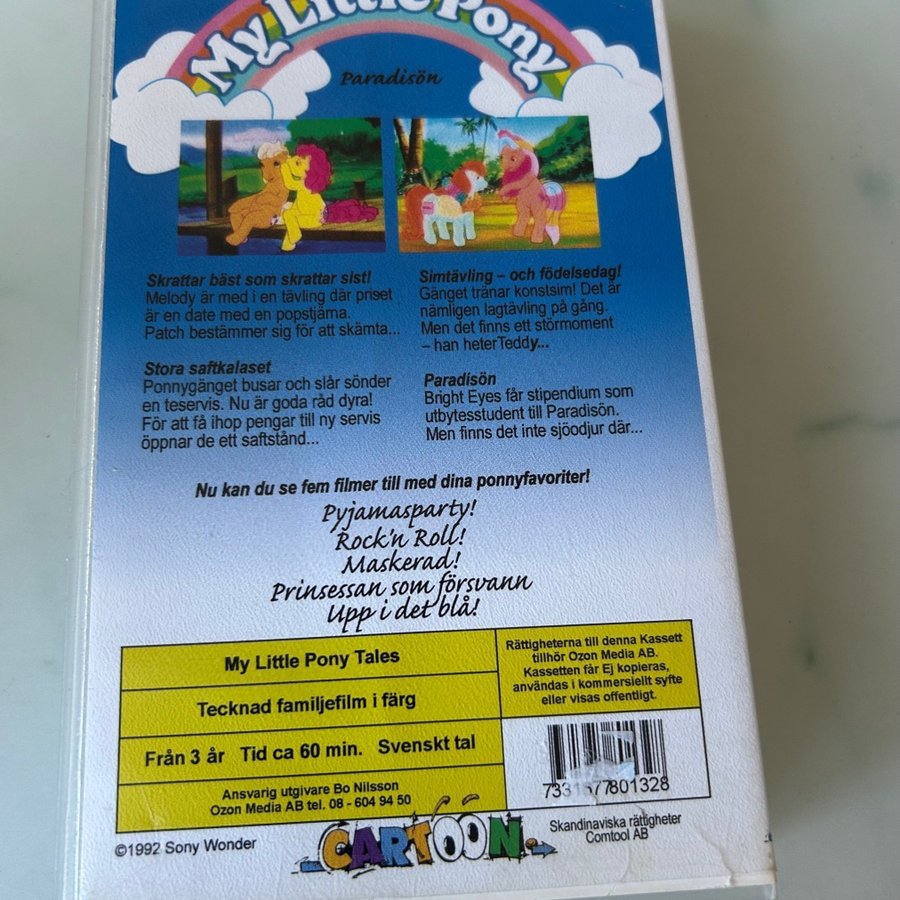 My Little Pony
Paradisön
Skrattar bäst som skrattar sist!
Melody är med i en tävling där priset
är en date med en popstjärna.
Patch bestämmer sig för att skämta...
Stora saftkalaset
Ponnygänget busar och slår sönder
en teservis. Nu är goda råd dyra!
För att få ihop pengar till ny servis
öppnar de ett saftstånd...
Simtävling – och födelsedag!
Gänget tränar konstsim! Det är
nämligen lagtävling på gång.
Men det finns ett störmoment
– han heterTeddy...
Paradisön
Bright Eyes får stipendium som
utbytesstudent till Paradisön.
Men finns det inte sjöodjur där...
Nu kan du se fem filmer till med dina ponnyfavoriter!
Pyjamasparty!
Rock'n Roll!
Maskerad!
Prinsessan som försvann
Upp i det blå!
My Little Pony Tales
Tecknad familjefilm i färg
Från 3 år Tid ca 60 min. Svenskt tal
Ansvarig utgivare Bo Nilsson
Ozon Media AB tel. 08 - 604 94 50
Rättigheterna till denna Kassett
tillhör Ozon Media AB.
Kassetten får Ej kopieras,
användas i kommersiellt syfte
eller visas offentligt.
7331577801328
©1992 Sony Wonder
CARTOON
Skandinaviska rättigheter
Comtool AB